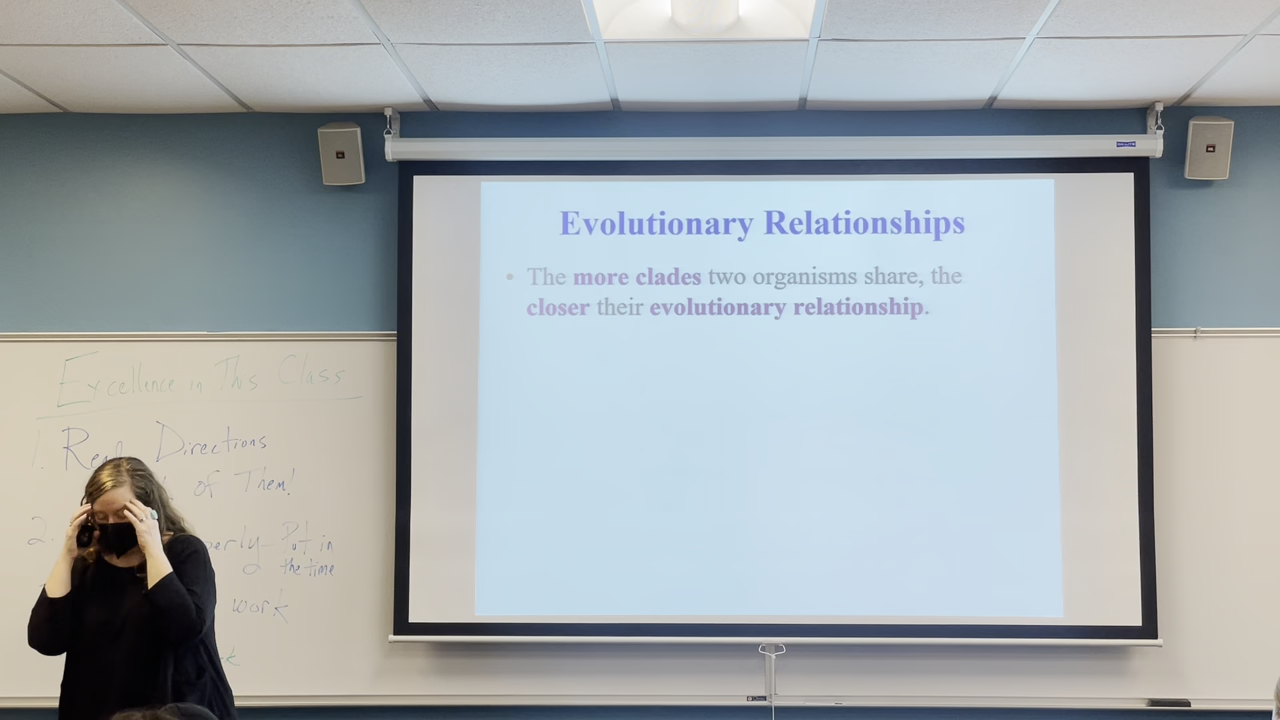 Evolutionary Relationships
• The more clades two organisms share, the
closer their evolutionary relationship.
Excellence in This Class
1. Read Directions
of Them!
2.
Put in
the time
work